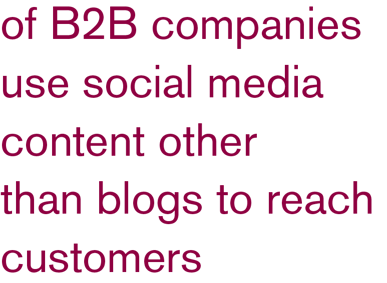 of B2B companies
use social media
content other
than blogs to reach
customers